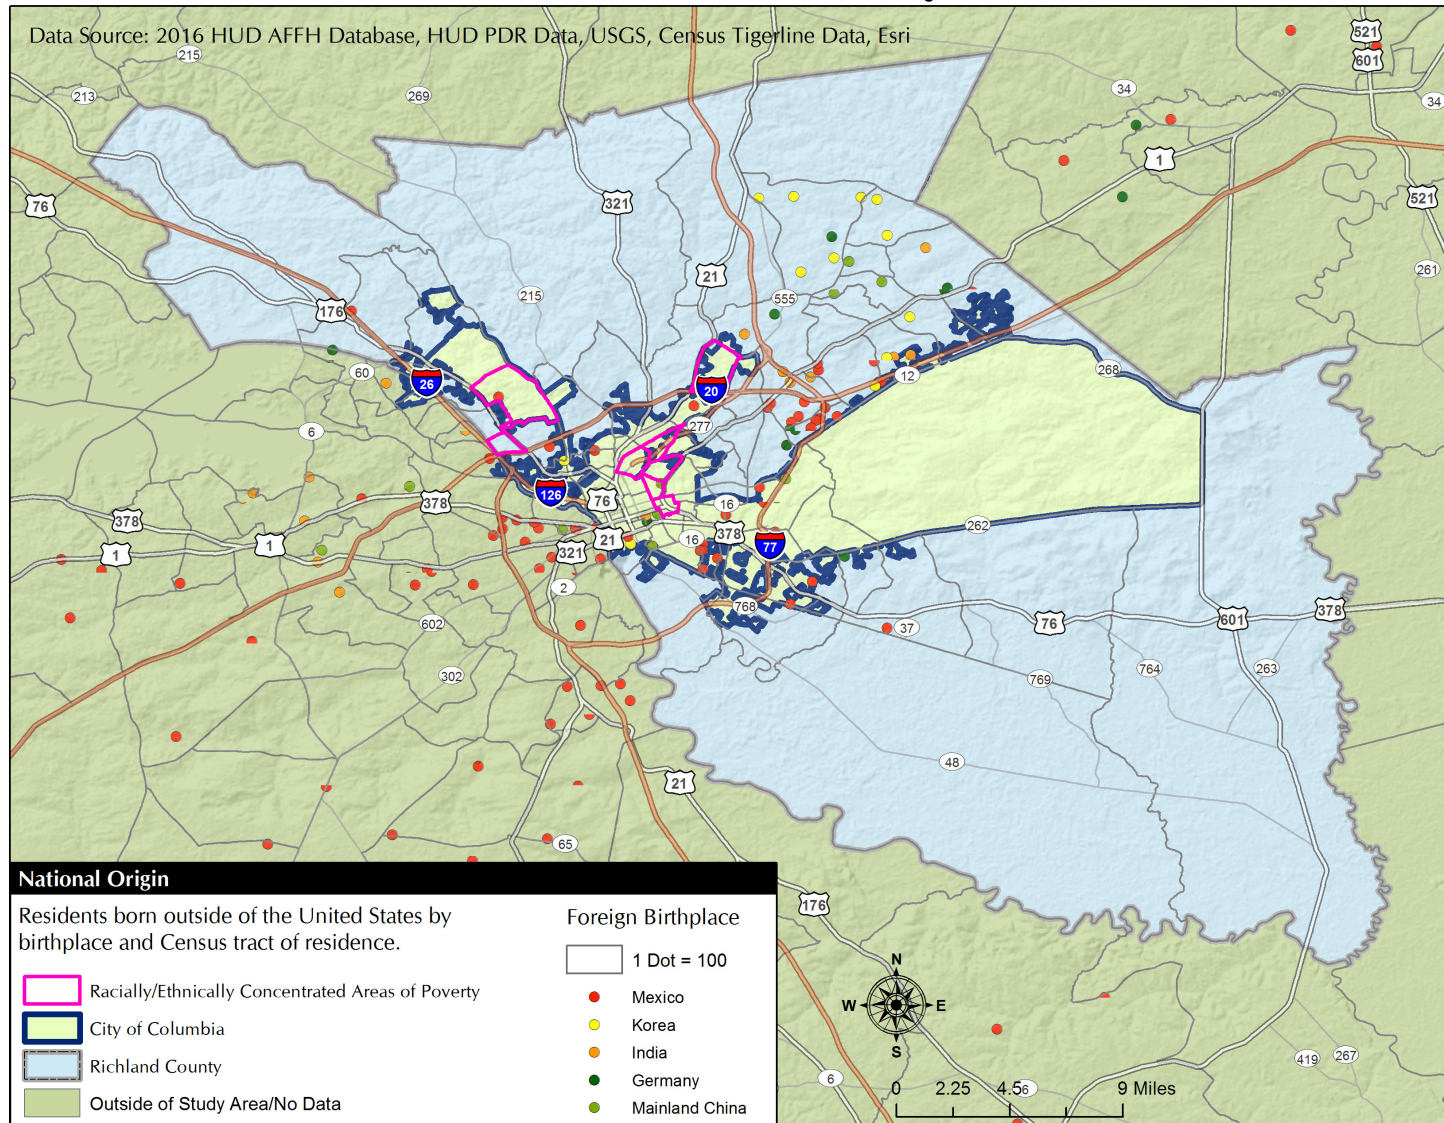 Data Source: 2016 HUD AFFH Database, HUD PDR Data, USGS, Census Tigerline Data, Esri
521
601
215
213
269
34
34
1
76
321
521
21
261
215
555
176
60
26
20
12
268
277
6
126
76
378
16
378
262
378
1
1
321
21
16
77
2
768
602
37
76
601
378
302
769
764
263
48
21
65
176
National Origin
Residents born outside of the United States by
birthplace and Census tract of residence.
Racially/Ethnically Concentrated Areas of Poverty
City of Columbia
Richland County
Outside of Study Area/No Data
Foreign Birthplace
1 Dot = 100
Mexico
Korea
India
Germany
Mainland China
N
W E
S
419
267
6
6
0 2.25 4.5 9 Miles